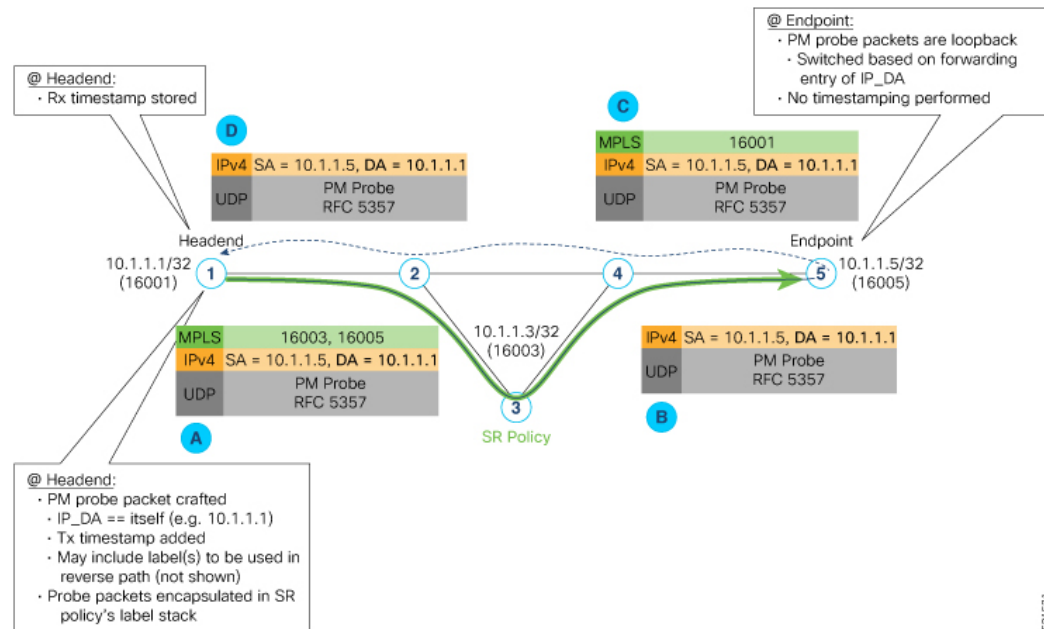 @ Endpoint:
· PM probe packets are loopback
· Switched based on forwarding
entry of IP_DA
· No timestamping performed
@ Headend:
· Rx timestamp stored
D
IPv4 SA = 10.1.1.5, DA = 10.1.1.1
UDP
PM Probe
RFC 5357
C
MPLS 16001
IPv4 SA = 10.1.1.5, DA = 10.1.1.1
UDP
PM Probe
RFC 5357
Headend
10.1.1.1/32
(16001)
1
2
4
5
Endpoint
10.1.1.5/32
(16005)
10.1.1.3/32
(16003)
3
SR Policy
MPLS 16003, 16005
IPv4 SA = 10.1.1.5, DA = 10.1.1.1
UDP
PM Probe
RFC 5357
A
IPv4 SA = 10.1.1.5, DA = 10.1.1.1
UDP
PM Probe
RFC 5357
B
@ Headend:
· PM probe packet crafted
· IP_DA == itself (e.g. 10.1.1.1)
· Tx timestamp added
· May include label(s) to be used in
reverse path (not shown)
· Probe packets encapsulated in SR
policy's label stack